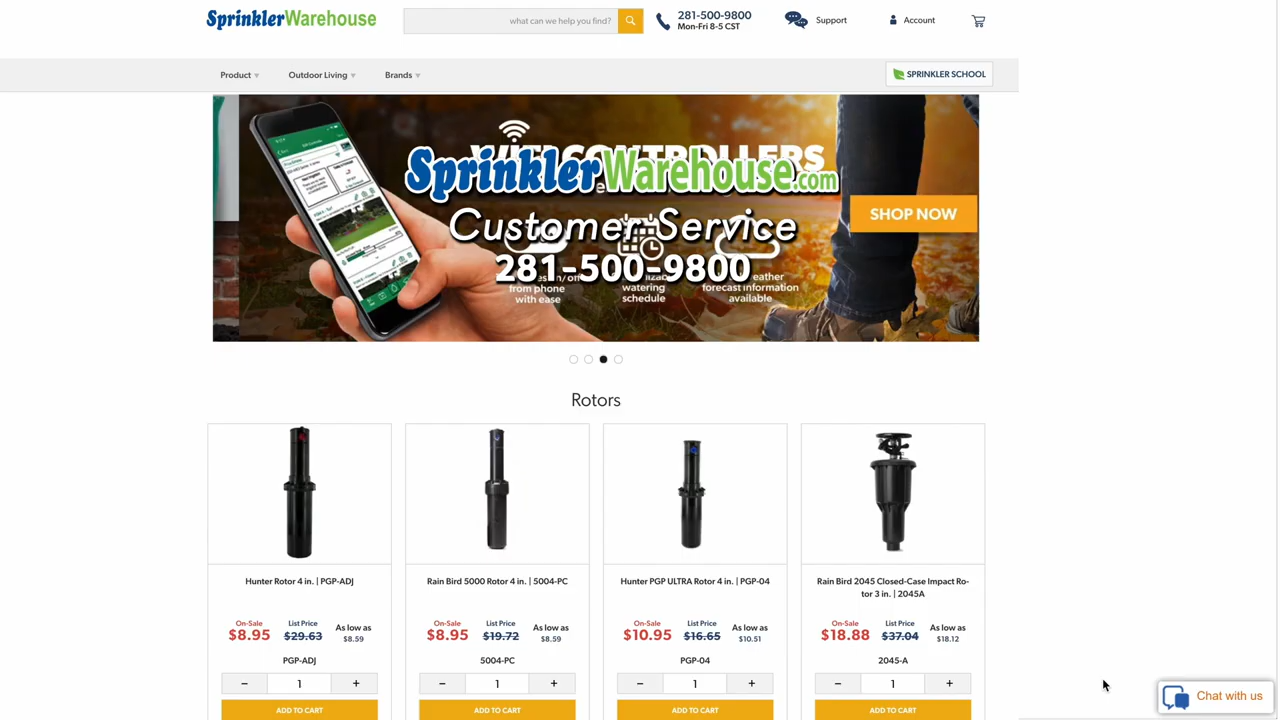 SprinklerWarehouse
what can we help you find?
281-500-9800
Mon-Fri 8-5 CST
Support
Account
Product
Outdoor Living
Brands
SPRINKLER SCHOOL
SprinklerWarehouse.com
Customer Service
281-500-9800
SHOP NOW
from phone
with ease
watering
schedule
forecast information
available
Rotors
Hunter Rotor 4 in. | PGP-ADJ
On-Sale List Price As low as
$8.95 $29.63 $8.59
PGP-ADJ
− 1 +
ADD TO CART
Rain Bird 5000 Rotor 4 in. | 5004-PC
On-Sale List Price As low as
$8.95 $19.72 $8.59
5004-PC
− 1 +
ADD TO CART
Hunter PGP ULTRA Rotor 4 in. | PGP-04
On-Sale List Price As low as
$10.95 $16.65 $10.51
PGP-04
− 1 +
ADD TO CART
Rain Bird 2045 Closed-Case Impact Ro-
tor 3 in. | 2045A
On-Sale List Price As low as
$18.88 $37.04 $18.12
2045-A
− 1 +
ADD TO CART
Chat with us